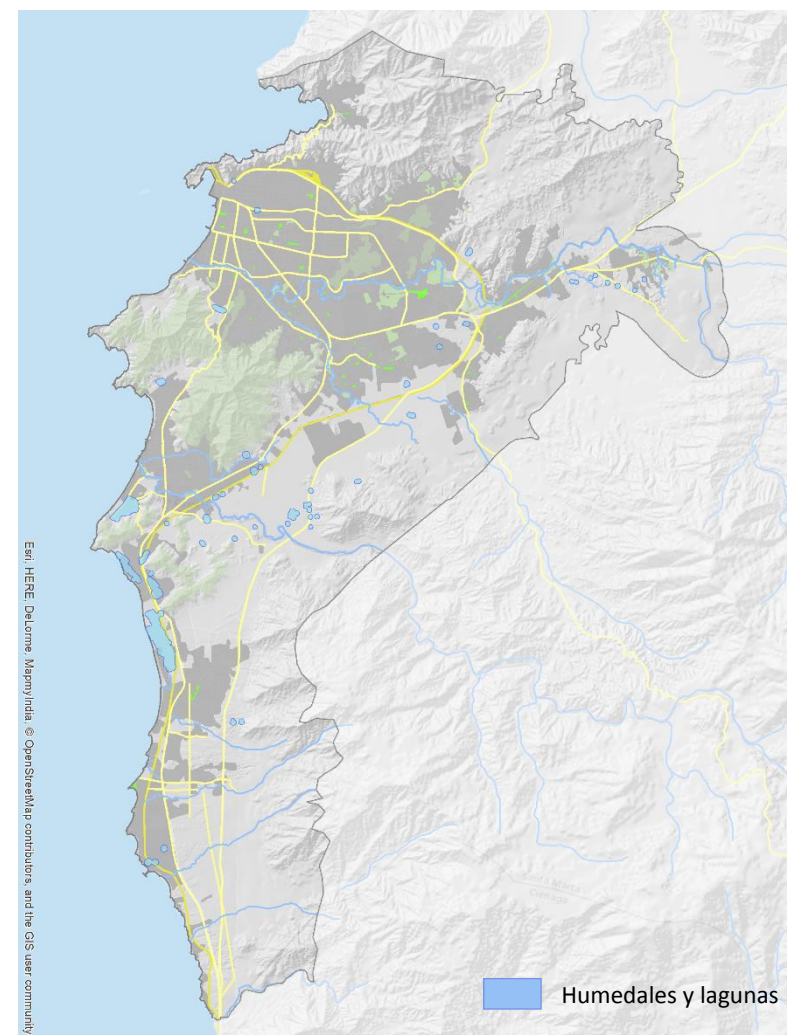 Esri, HERE, DeLorme, MapmyIndia, © OpenStreetMap contributors, and the GIS user community
Humedales y lagunas